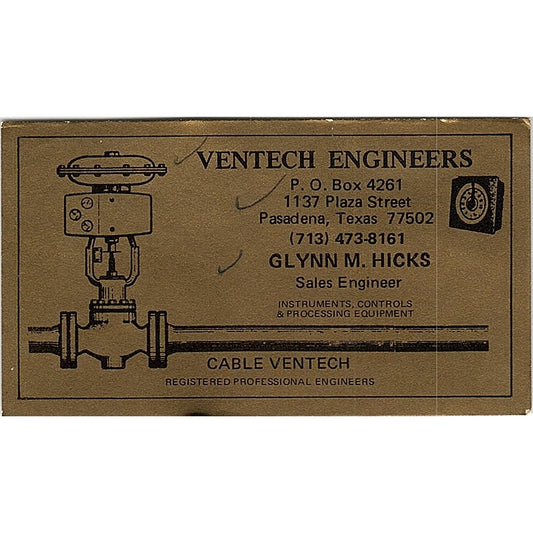 VENTECH ENGINEERS
P. O. Box 4261
1137 Plaza Street
Pasadena, Texas 77502
(713) 473-8161
GLYNN M. HICKS
Sales Engineer
INSTRUMENTS, CONTROLS
& PROCESSING EQUIPMENT
CABLE VENTECH
REGISTERED PROFESSIONAL ENGINEERS